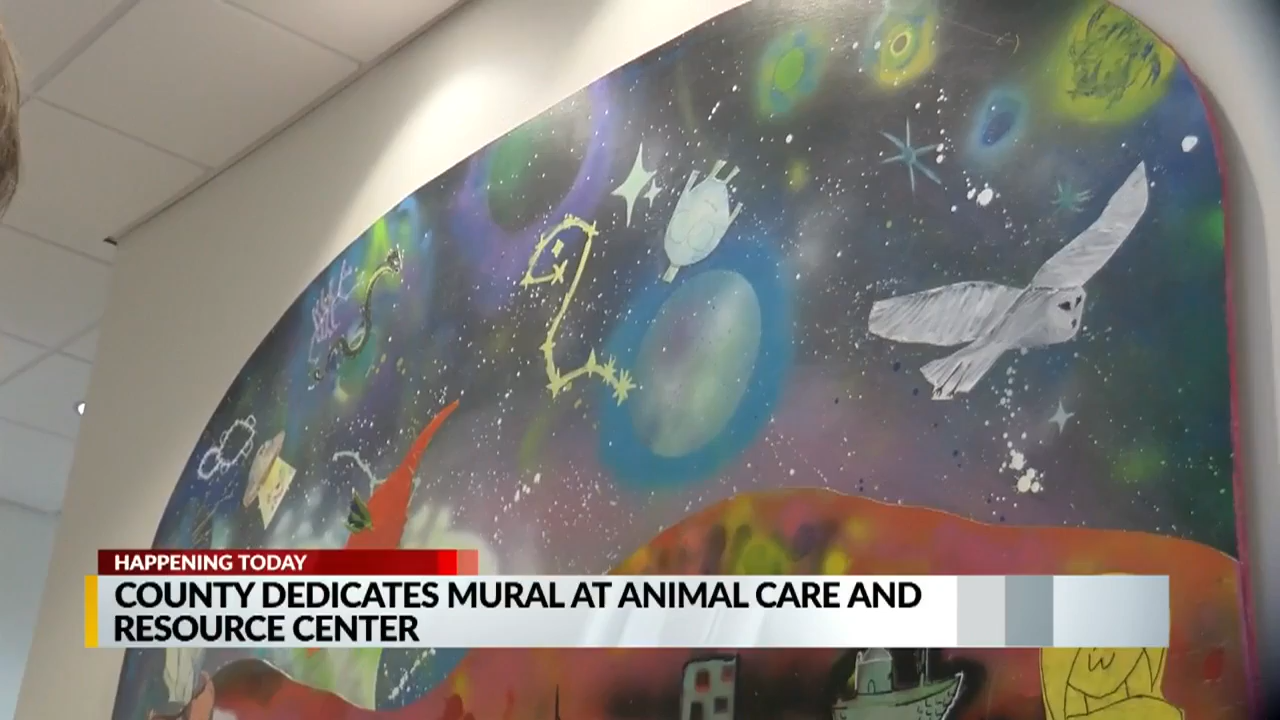 HAPPENING TODAY
COUNTY DEDICATES MURAL AT ANIMAL CARE AND
RESOURCE CENTER